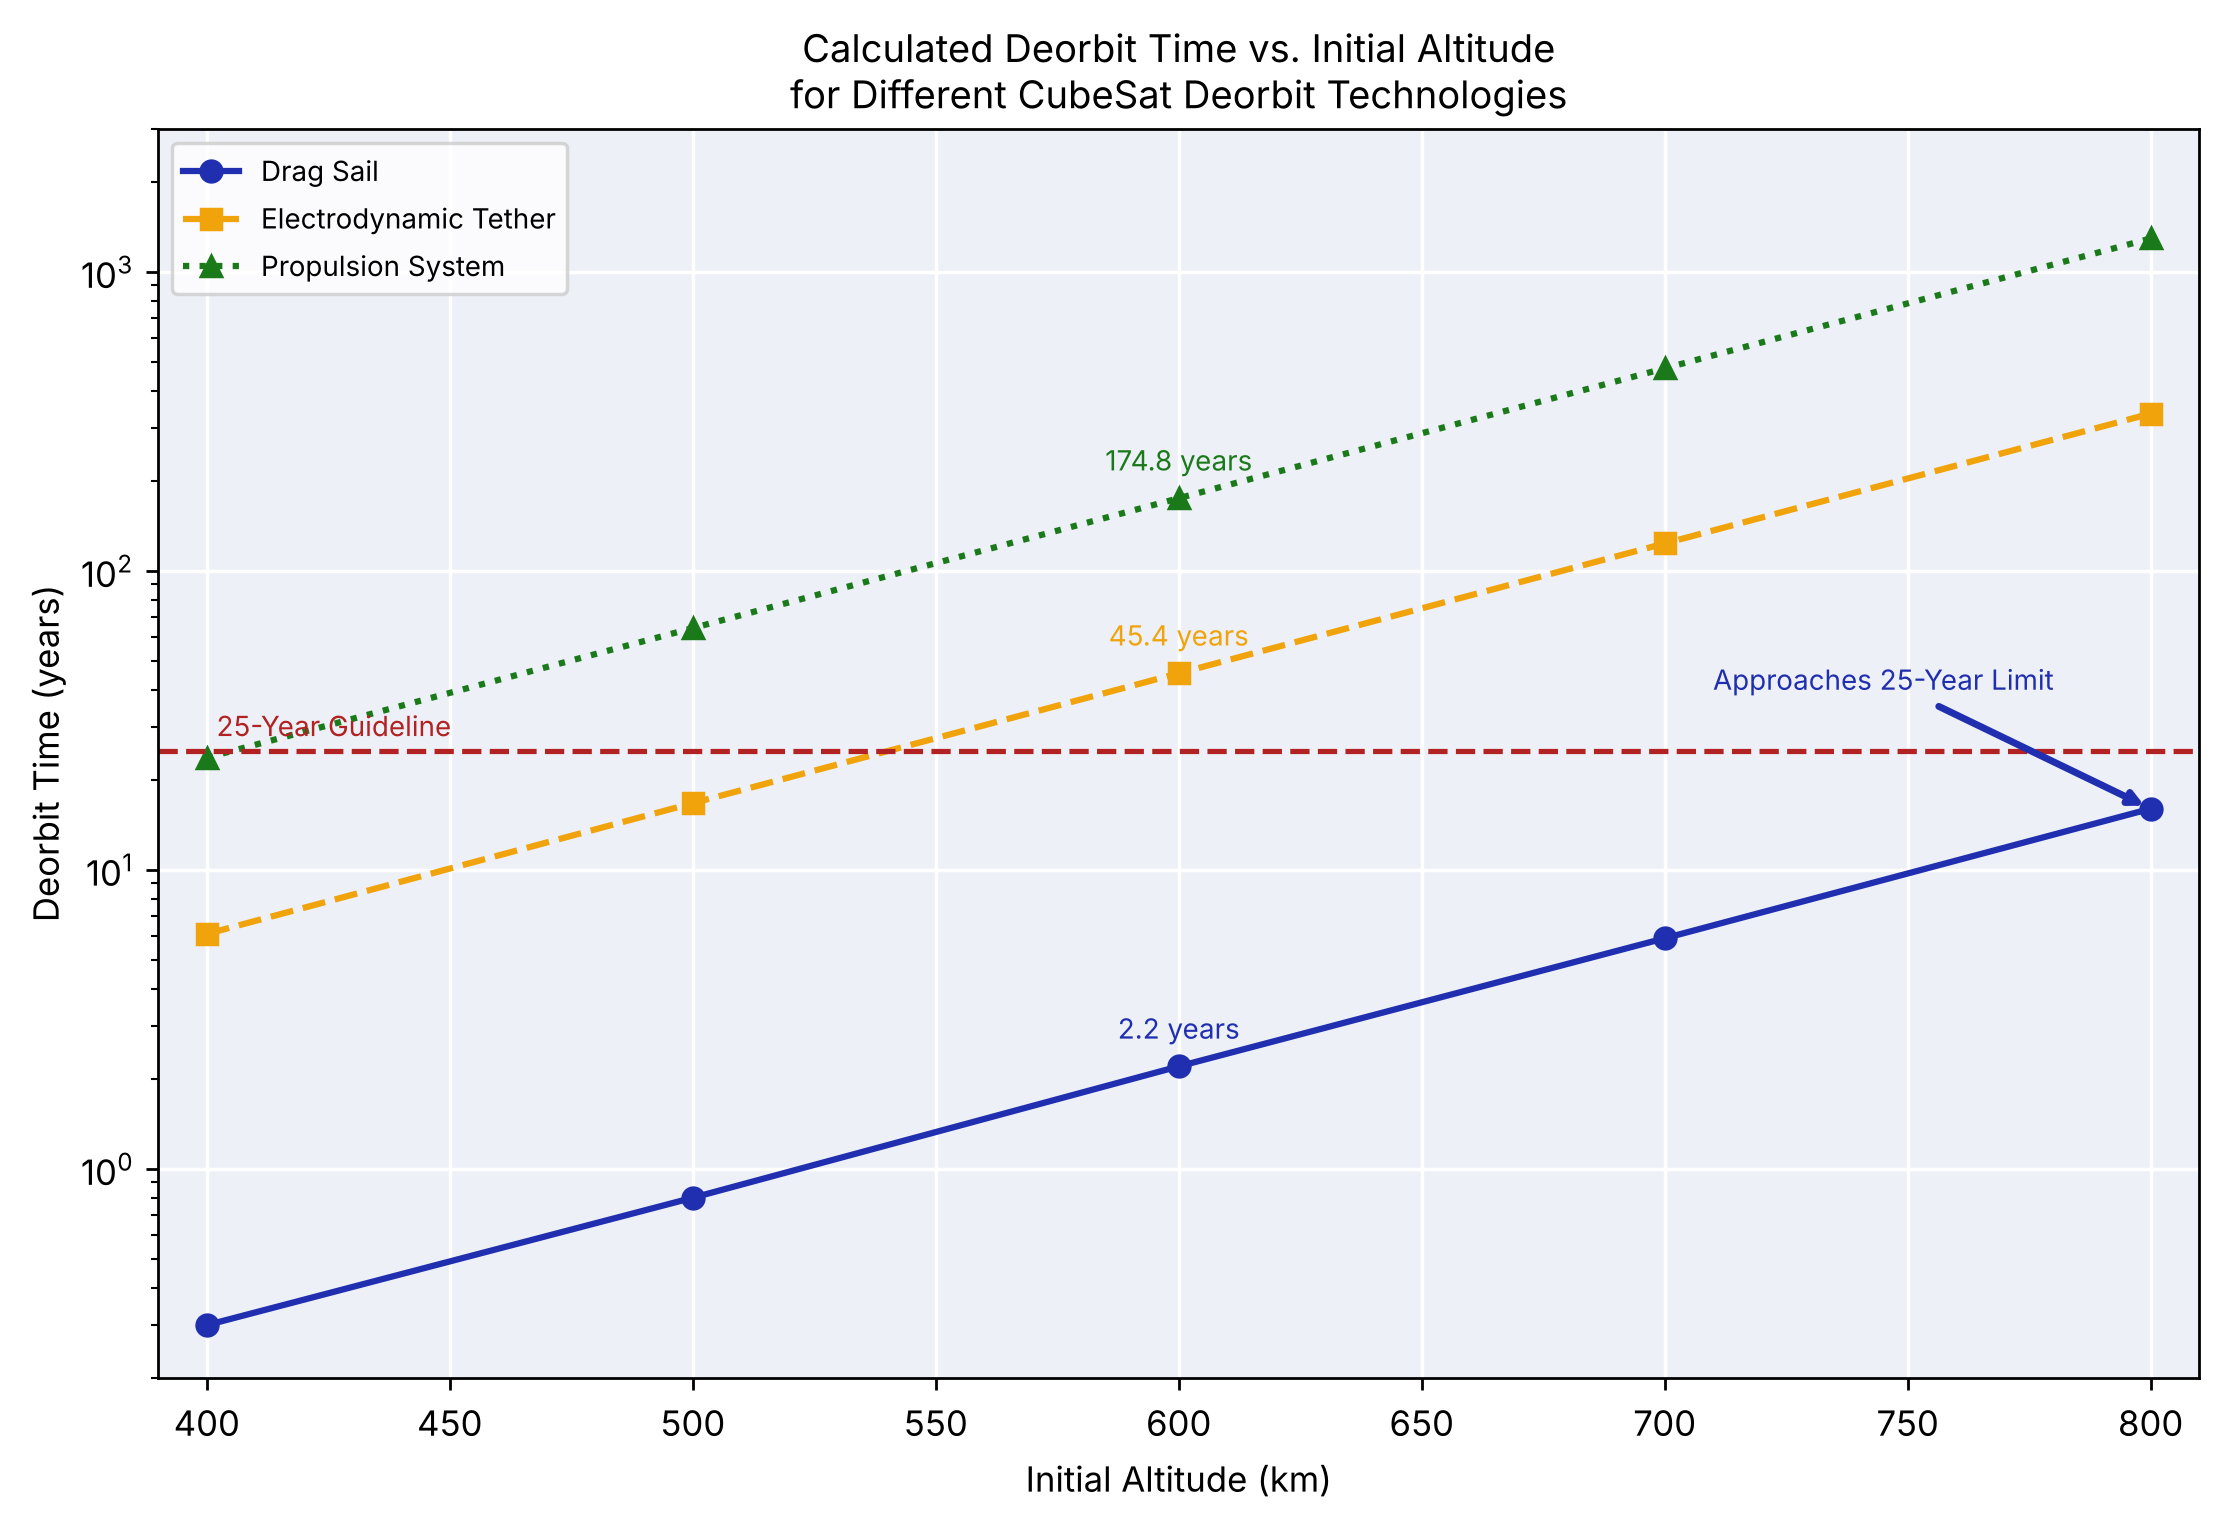 Calculated Deorbit Time vs. Initial Altitude
for Different CubeSat Deorbit Technologies
Drag Sail
Electrodynamic Tether
Propulsion System
10³
10²
10¹
10⁰
Deorbit Time (years)
174.8 years
45.4 years
Approaches 25-Year Limit
25-Year Guideline
2.2 years
400 450 500 550 600 650 700 750 800
Initial Altitude (km)